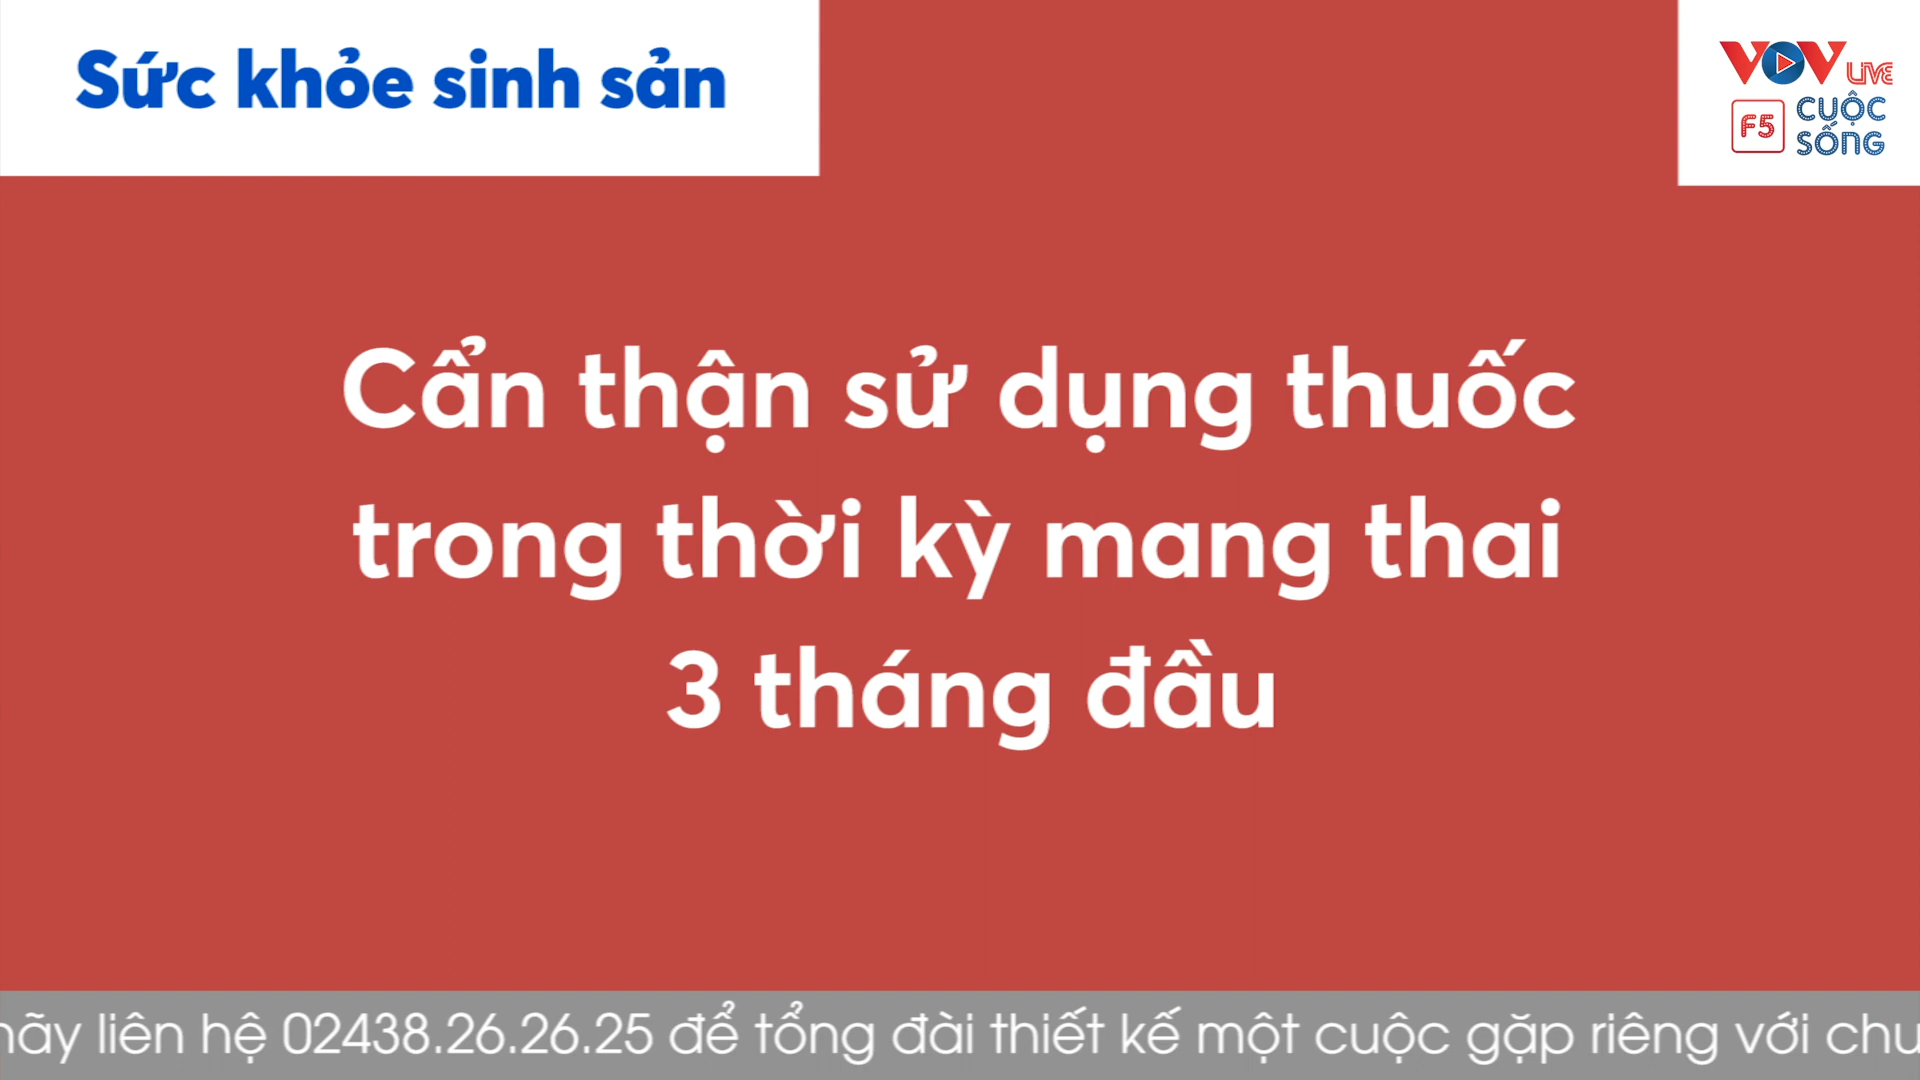 Sức khỏe sinh sản
VOV LIVE
F5 CUỘC SỐNG
Cẩn thận sử dụng thuốc
trong thời kỳ mang thai
3 tháng đầu
liên hệ 02438.26.26.25 để tổng đài thiết kế một cuộc gặp riêng với